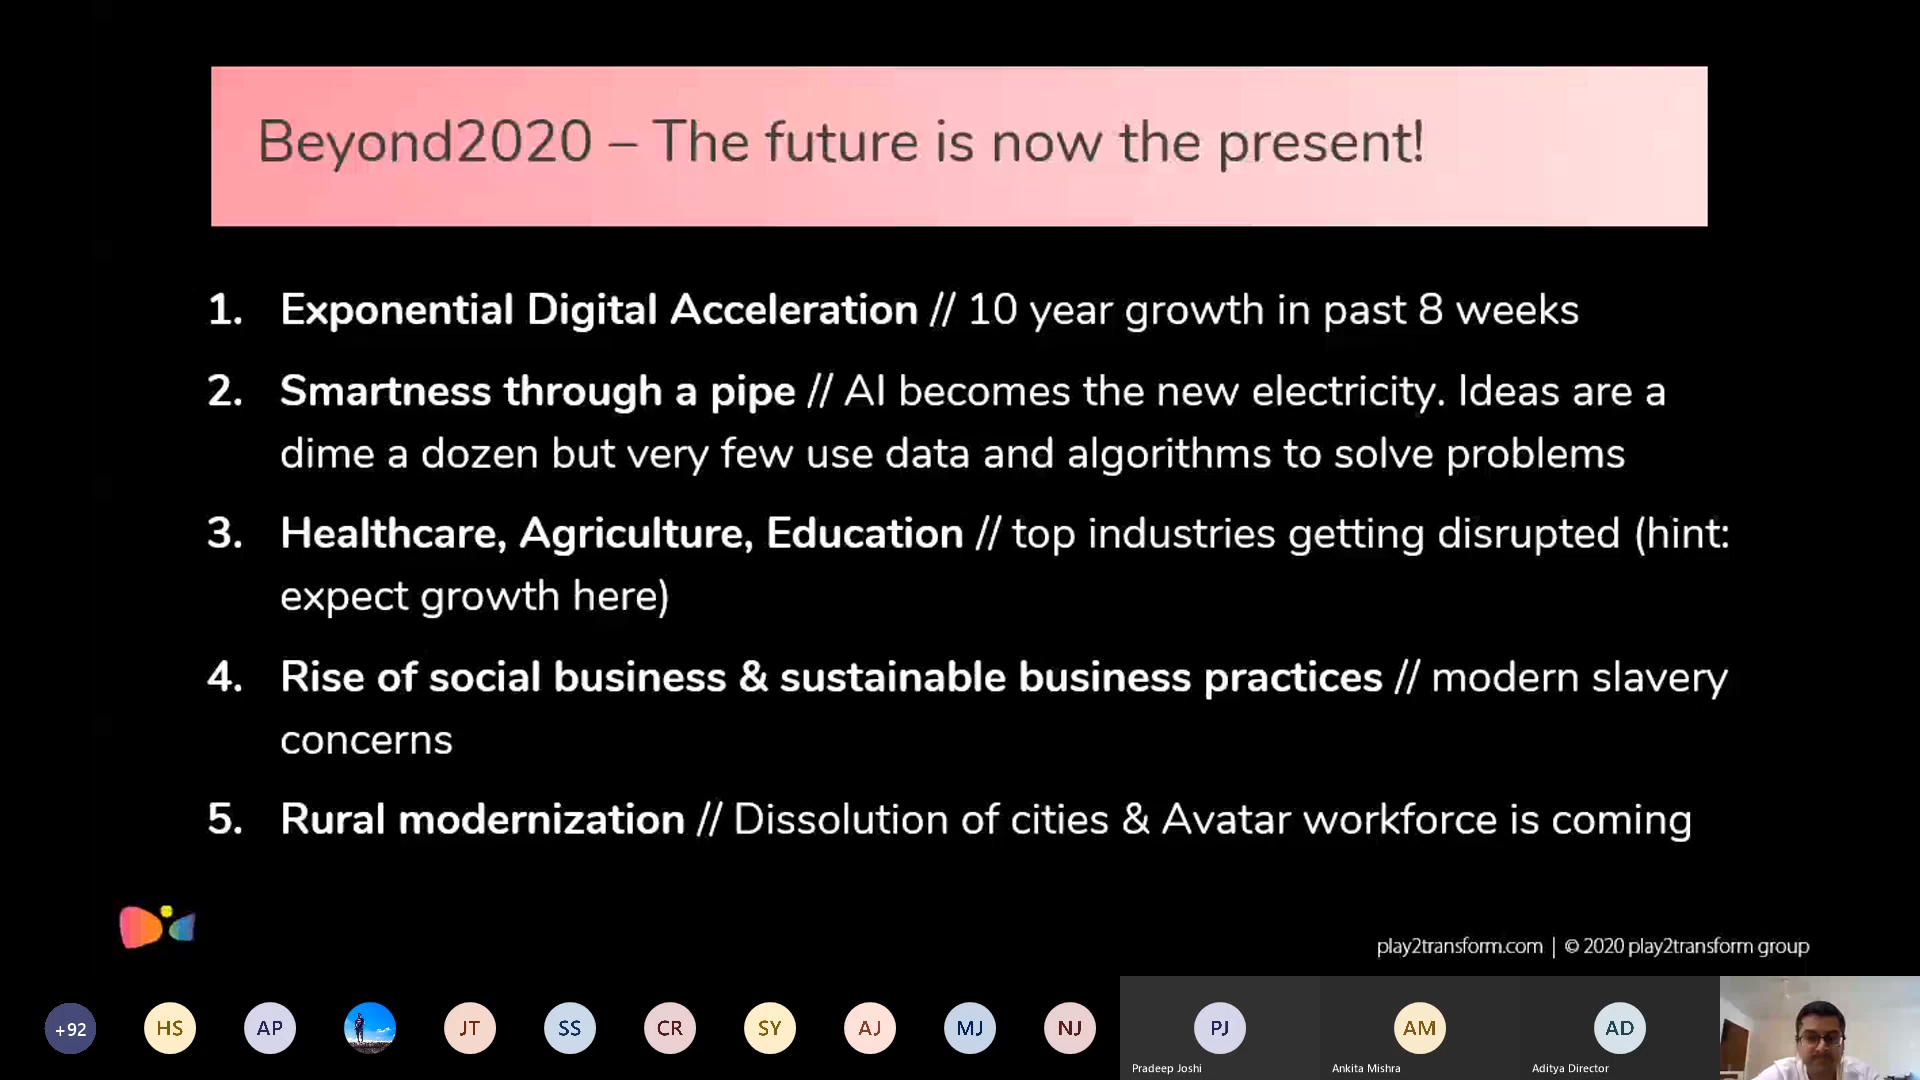 Beyond2020 – The future is now the present!
1. Exponential Digital Acceleration // 10 year growth in past 8 weeks
2. Smartness through a pipe // AI becomes the new electricity. Ideas are a
dime a dozen but very few use data and algorithms to solve problems
3. Healthcare, Agriculture, Education // top industries getting disrupted (hint:
expect growth here)
4. Rise of social business & sustainable business practices // modern slavery
concerns
5. Rural modernization // Dissolution of cities & Avatar workforce is coming
play2transform.com | © 2020 play2transform group
+92 HS AP JT SS CR SY AJ MJ NJ PJ AM AD
Pradeep Joshi Ankita Mishra Aditya Director